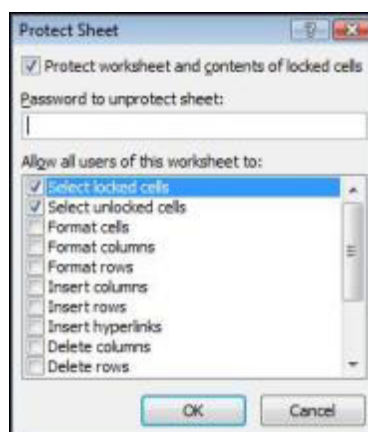 Protect Sheet
Protect worksheet and contents of locked cells
Password to unprotect sheet:
Allow all users of this worksheet to:
Select locked cells
Select unlocked cells
Format cells
Format columns
Format rows
Insert columns
Insert rows
Insert hyperlinks
Delete columns
Delete rows
OK
Cancel